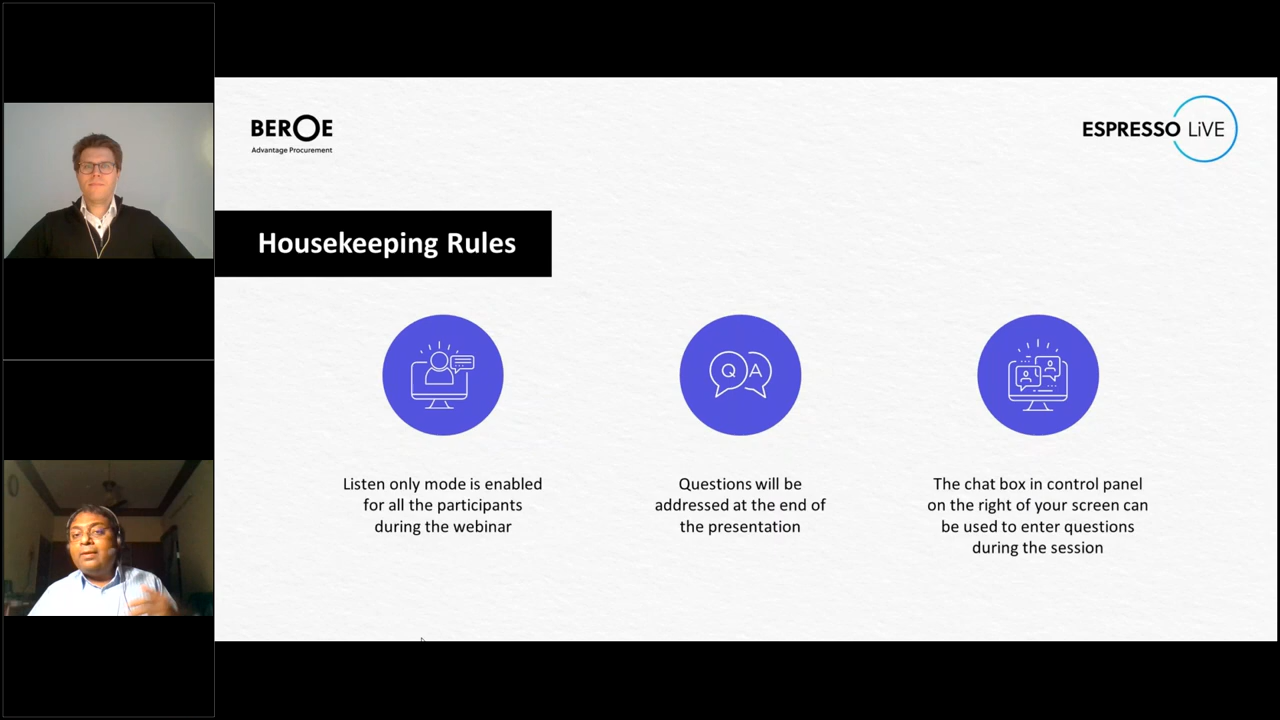 BEROE
Advantage Procurement
ESPRESSO LiVE
Housekeeping Rules
Q A
Listen only mode is enabled
for all the participants
during the webinar
Questions will be
addressed at the end of
the presentation
The chat box in control panel
on the right of your screen can
be used to enter questions
during the session